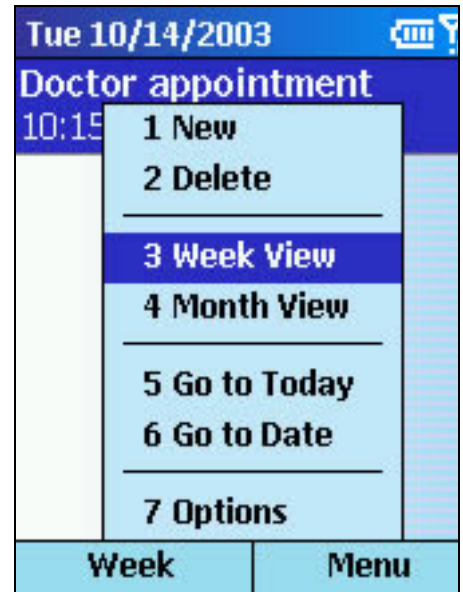 Tue 10/14/2003
Doctor appointment
10:15
1 New
2 Delete
3 Week View
4 Month View
5 Go to Today
6 Go to Date
7 Options
Week Menu